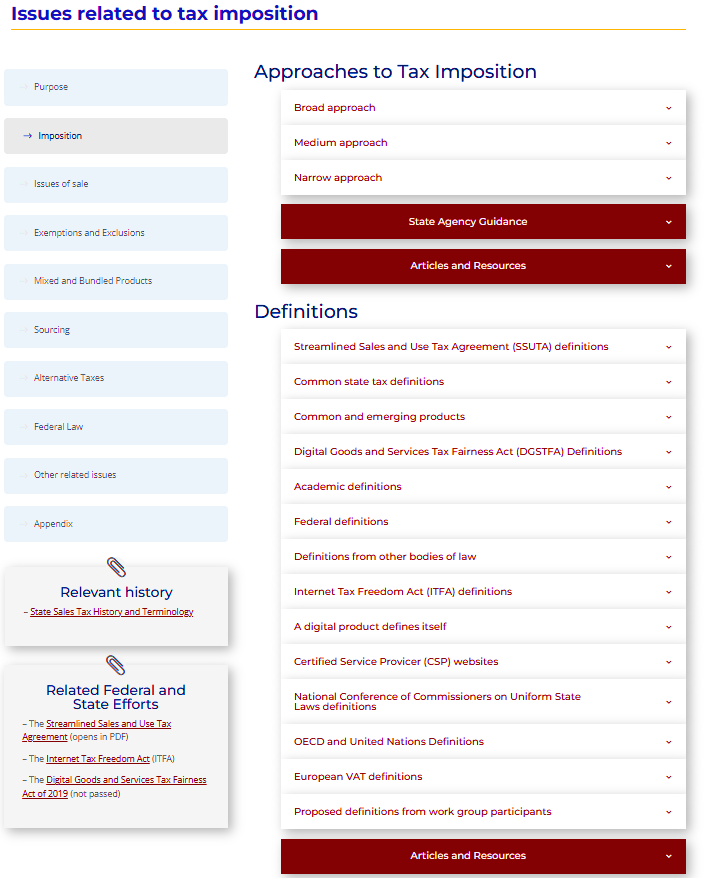 Issues related to tax imposition
Purpose
→ Imposition
Issues of sale
Exemptions and Exclusions
Mixed and Bundled Products
Sourcing
Alternative Taxes
Federal Law
Other related issues
Appendix
Relevant history
– State Sales Tax History and Terminology
Related Federal and
State Efforts
– The Streamlined Sales and Use Tax
Agreement (opens in PDF)
– The Internet Tax Freedom Act (ITFA)
– The Digital Goods and Services Tax Fairness
Act of 2019 (not passed)
Approaches to Tax Imposition
Broad approach
Medium approach
Narrow approach
State Agency Guidance
Articles and Resources
Definitions
Streamlined Sales and Use Tax Agreement (SSUTA) definitions
Common state tax definitions
Common and emerging products
Digital Goods and Services Tax Fairness Act (DGSTFA) Definitions
Academic definitions
Federal definitions
Definitions from other bodies of law
Internet Tax Freedom Act (ITFA) definitions
A digital product defines itself
Certified Service Provicer (CSP) websites
National Conference of Commissioners on Uniform State
Laws definitions
OECD and United Nations Definitions
European VAT definitions
Proposed definitions from work group participants
Articles and Resources